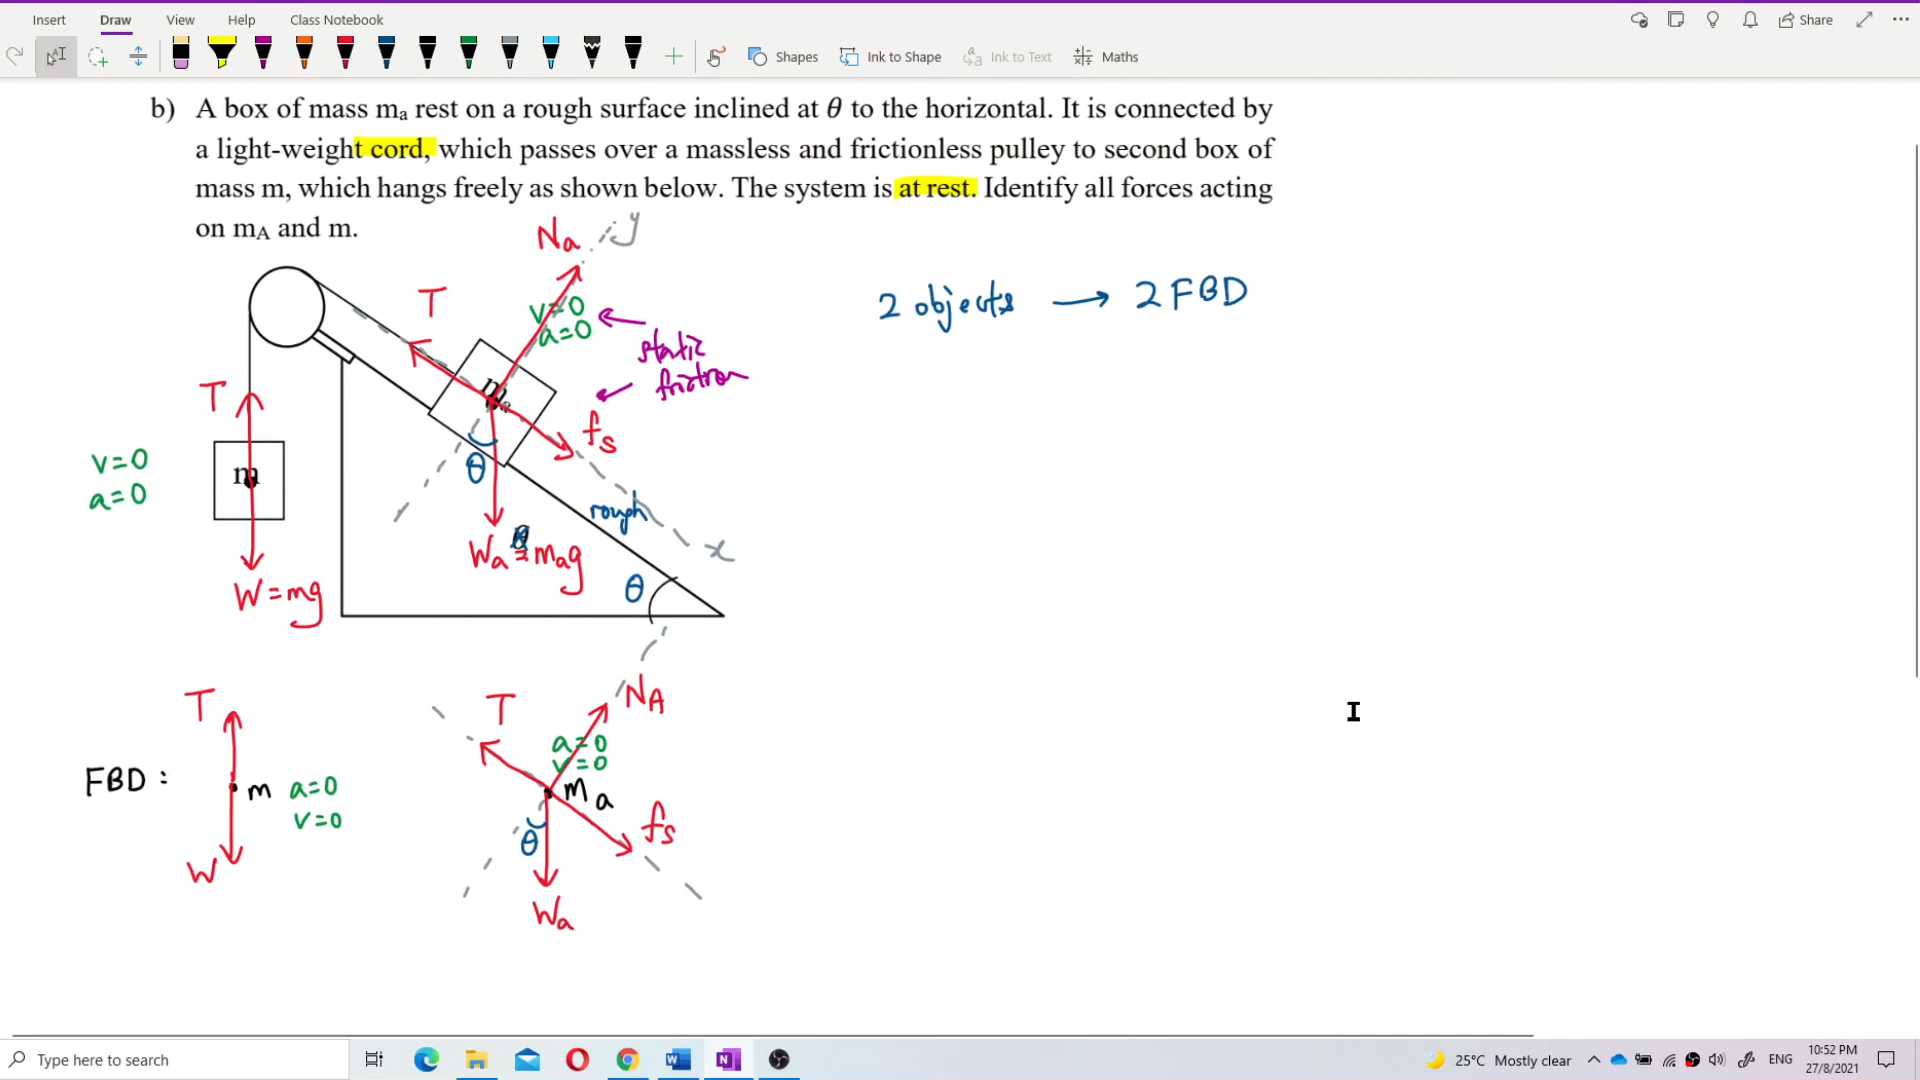 Insert Draw View Help Class Notebook Share
Shapes Ink to Shape Ink to Text Maths
b) A box of mass mₐ rest on a rough surface inclined at θ to the horizontal. It is connected by
a light-weight cord, which passes over a massless and frictionless pulley to second box of
mass m, which hangs freely as shown below. The system is at rest. Identify all forces acting
on m_A and m.
Na y
T
v=0
a=0
static
friction
2 objects → 2 FBD
T
mₐ
fs
v=0
a=0
m
θ
rough
x
Wa = mag
W = mg
θ
T
T
NA
a=0
v=0
FBD :
m
a=0
v=0
m a
θ
fs
W
Wa
Type here to search
25°C Mostly clear
ENG
10:52 PM
27/8/2021